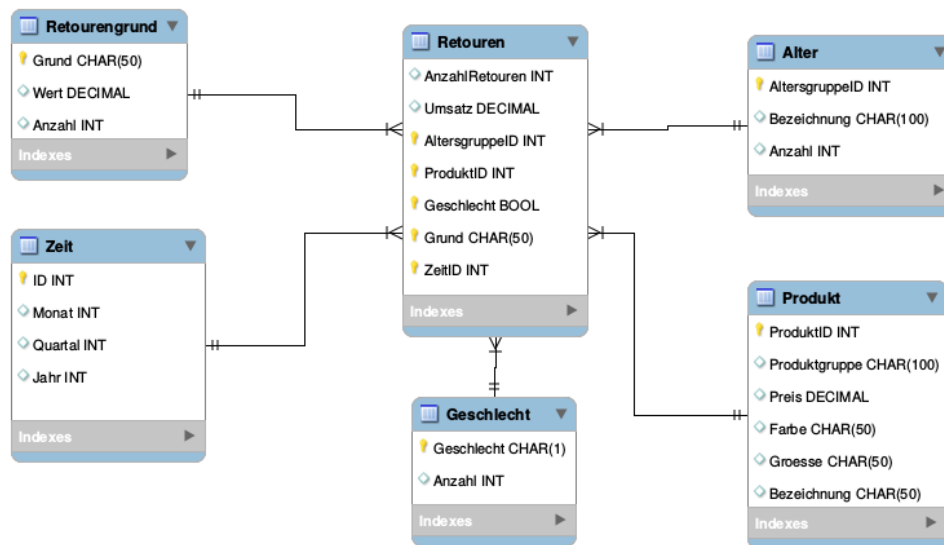 Retourengrund
Grund CHAR(50)
Wert DECIMAL
Anzahl INT
Indexes
Retouren
AnzahlRetouren INT
Umsatz DECIMAL
AltersgruppeID INT
ProduktID INT
Geschlecht BOOL
Grund CHAR(50)
ZeitID INT
Indexes
Alter
AltersgruppeID INT
Bezeichnung CHAR(100)
Anzahl INT
Indexes
Zeit
ID INT
Monat INT
Quartal INT
Jahr INT
Indexes
Geschlecht
Geschlecht CHAR(1)
Anzahl INT
Indexes
Produkt
ProduktID INT
Produktgruppe CHAR(100)
Preis DECIMAL
Farbe CHAR(50)
Groesse CHAR(50)
Bezeichnung CHAR(50)
Indexes